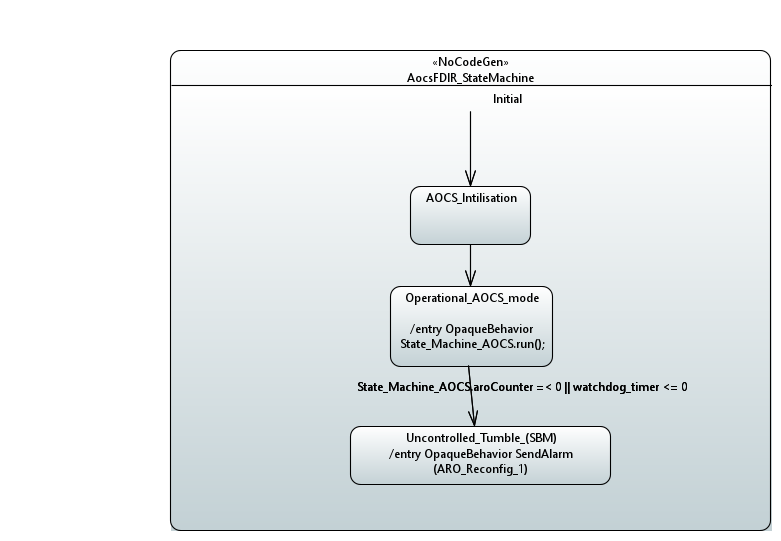 «NoCodeGen»
AocsFDIR_StateMachine
Initial
AOCS_Intilisation
Operational_AOCS_mode
/entry OpaqueBehavior
State_Machine_AOCS.run();
State_Machine_AOCS.aroCounter =< 0 || watchdog_timer <= 0
Uncontrolled_Tumble_(SBM)
/entry OpaqueBehavior SendAlarm
(ARO_Reconfig_1)